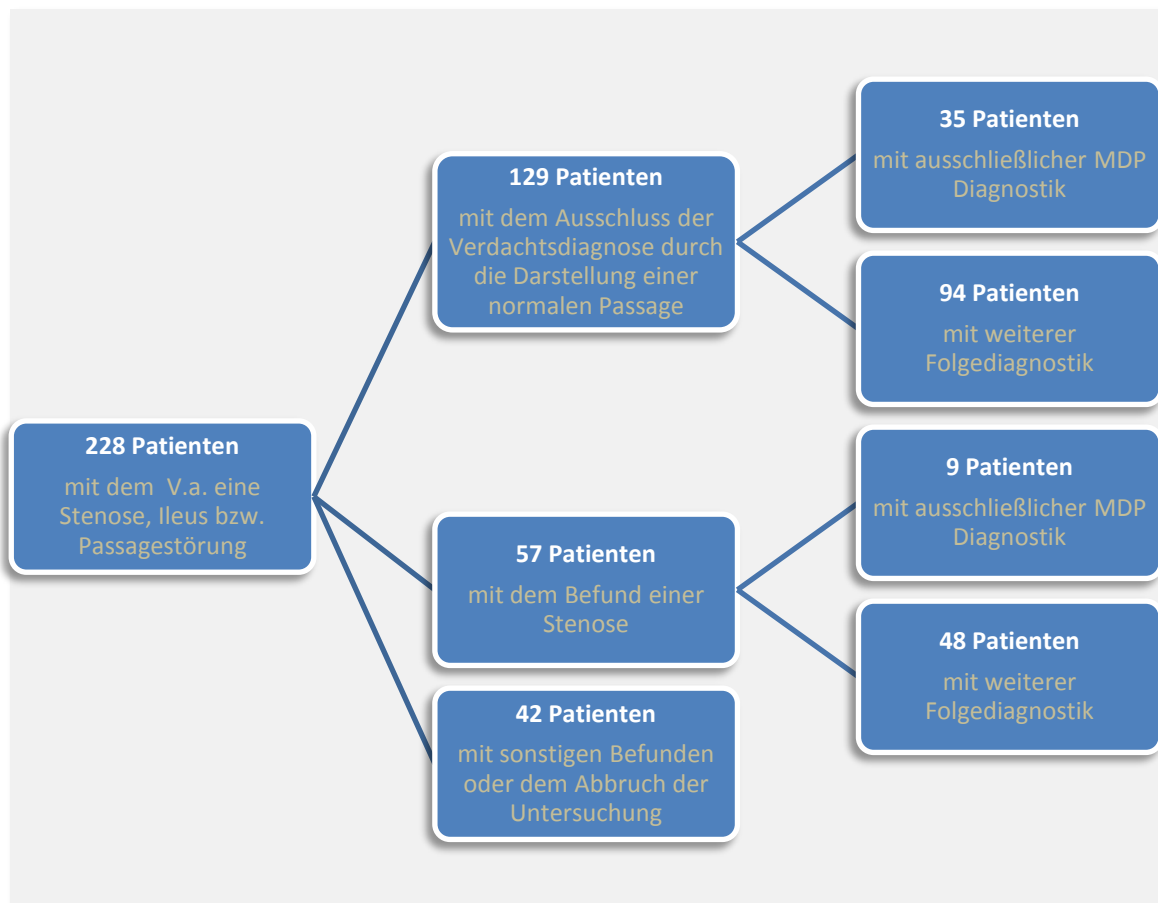 228 Patienten
mit dem V.a. eine
Stenose, Ileus bzw.
Passagestörung
129 Patienten
mit dem Ausschluss der
Verdachtsdiagnose durch
die Darstellung einer
normalen Passage
35 Patienten
mit ausschließlicher MDP
Diagnostik
94 Patienten
mit weiterer
Folgediagnostik
57 Patienten
mit dem Befund einer
Stenose
9 Patienten
mit ausschließlicher MDP
Diagnostik
48 Patienten
mit weiterer
Folgediagnostik
42 Patienten
mit sonstigen Befunden
oder dem Abbruch der
Untersuchung